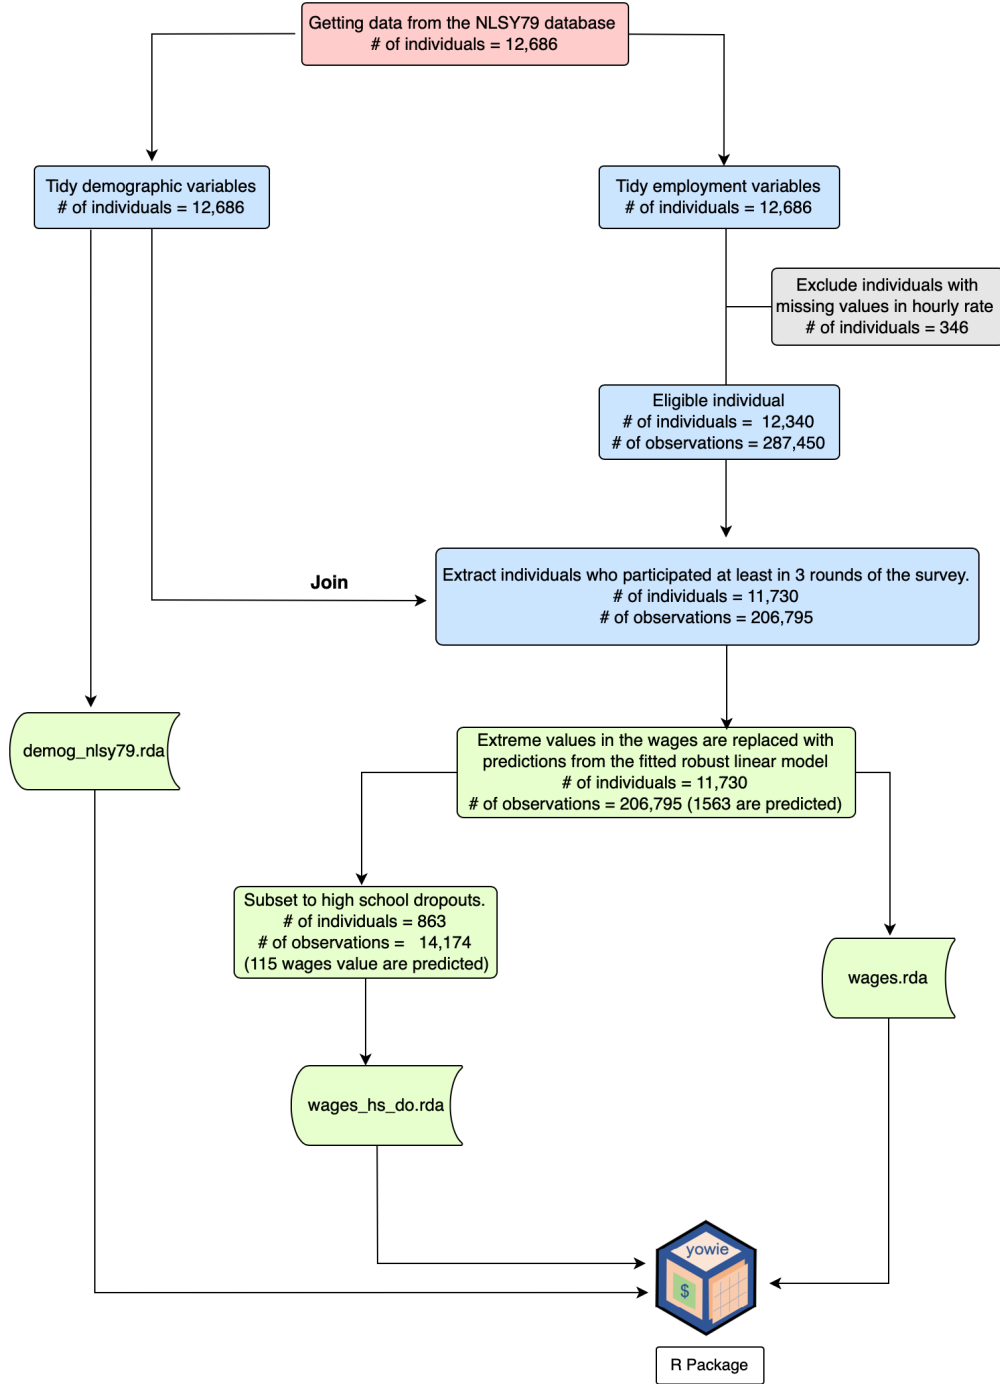 Getting data from the NLSY79 database
# of individuals = 12,686
Tidy demographic variables
# of individuals = 12,686
Tidy employment variables
# of individuals = 12,686
Exclude individuals with
missing values in hourly rate
# of individuals = 346
Eligible individual
# of individuals = 12,340
# of observations = 287,450
Join
Extract individuals who participated at least in 3 rounds of the survey.
# of individuals = 11,730
# of observations = 206,795
demog_nlsy79.rda
Extreme values in the wages are replaced with
predictions from the fitted robust linear model
# of individuals = 11,730
# of observations = 206,795 (1563 are predicted)
Subset to high school dropouts.
# of individuals = 863
# of observations = 14,174
(115 wages value are predicted)
wages.rda
wages_hs_do.rda
yowie
$
R Package